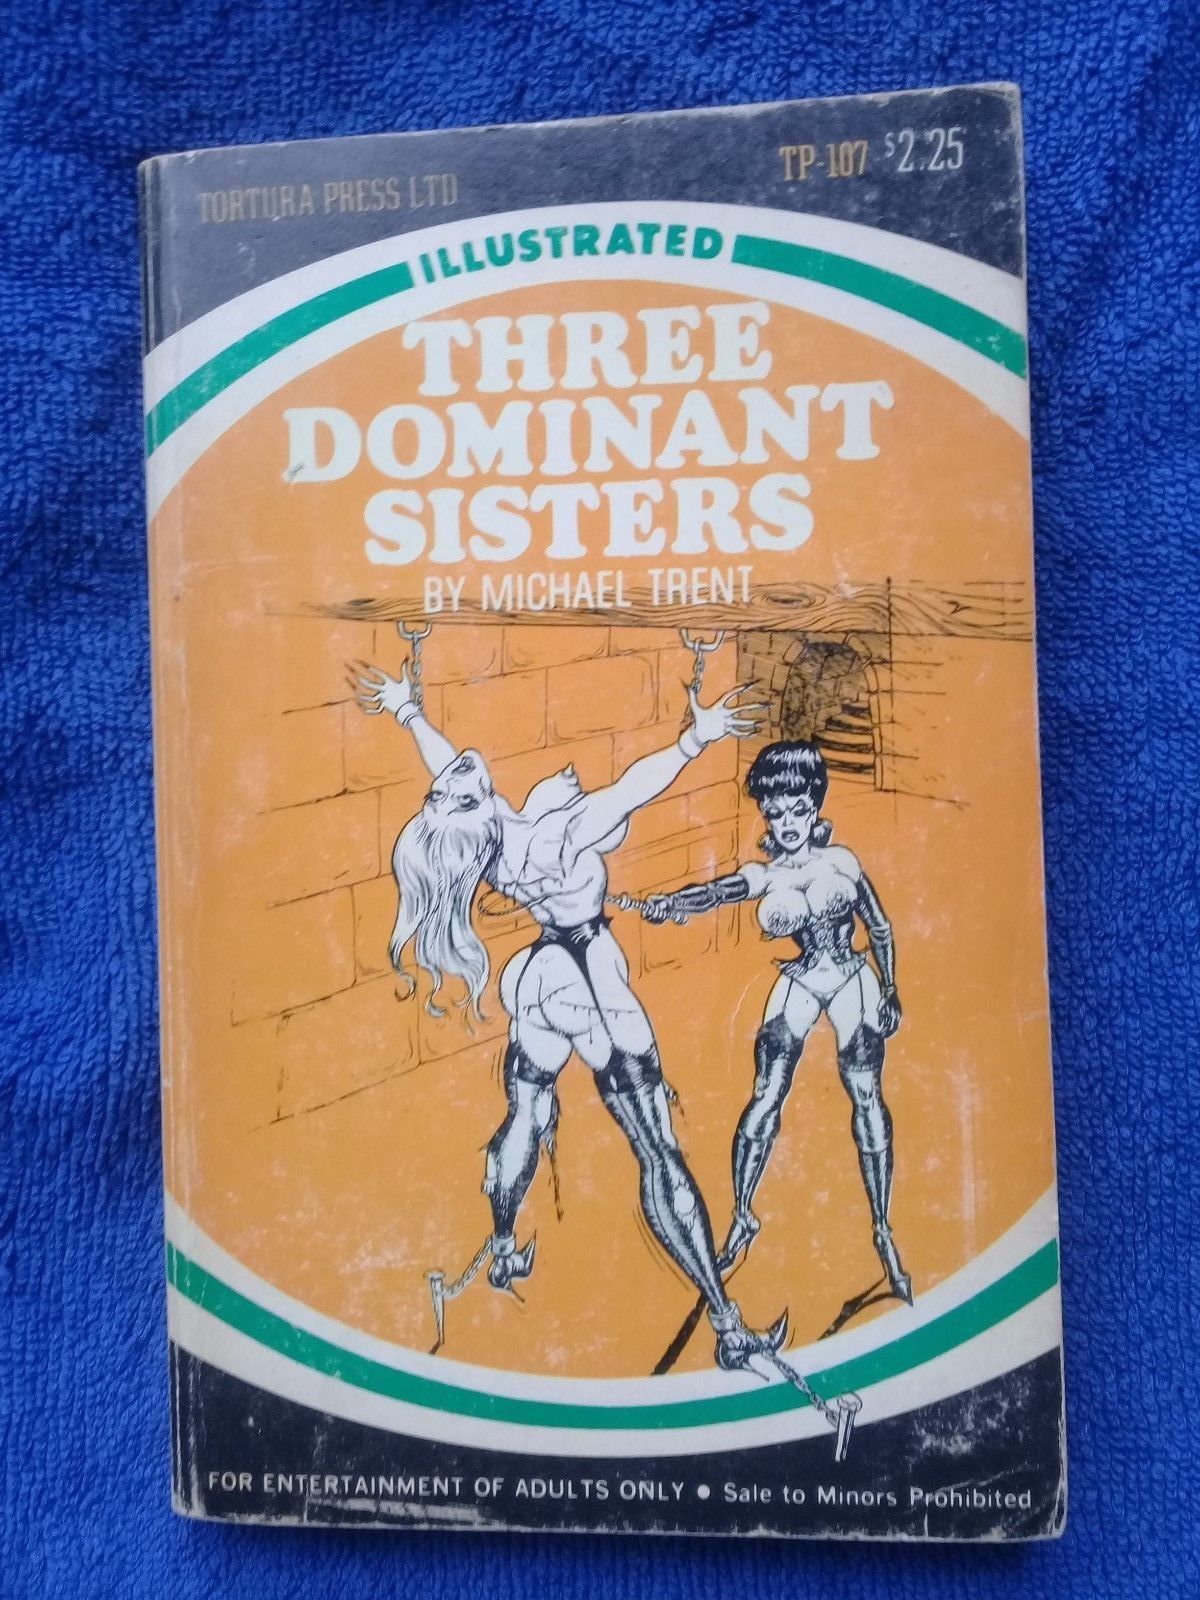 TORTURA PRESS LTD
TP-107 $2.25
ILLUSTRATED
THREE
DOMINANT
SISTERS
BY MICHAEL TRENT
FOR ENTERTAINMENT OF ADULTS ONLY • Sale to Minors Prohibited